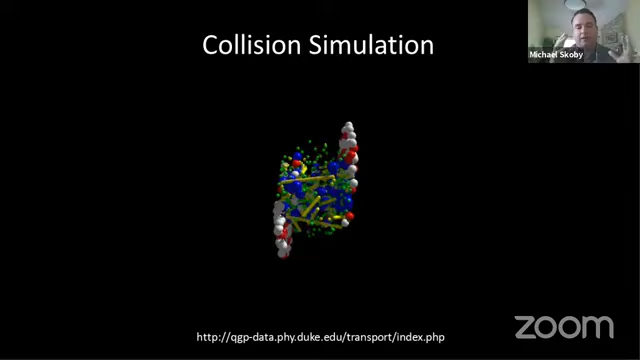 Collision Simulation
Michael Skoby
http://qgp-data.phy.duke.edu/transport/index.php
zoom